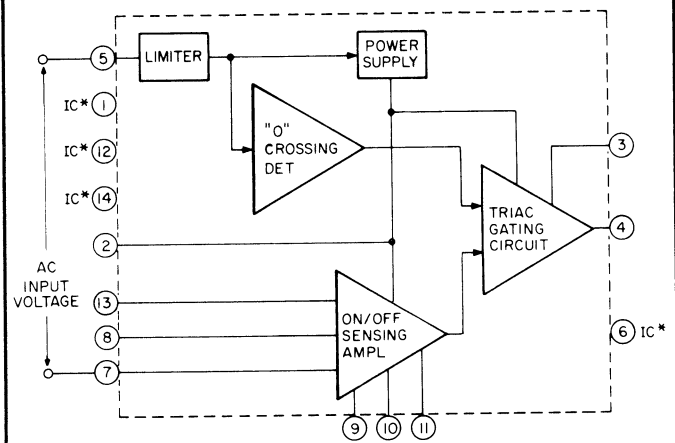 5
LIMITER
POWER
SUPPLY
IC* 1
"O"
CROSSING
DET
IC* 12
3
IC* 14
TRIAC
GATING
CIRCUIT
4
2
AC
INPUT
VOLTAGE
13
ON/OFF
SENSING
AMPL
8
6 IC*
7
9
10
11